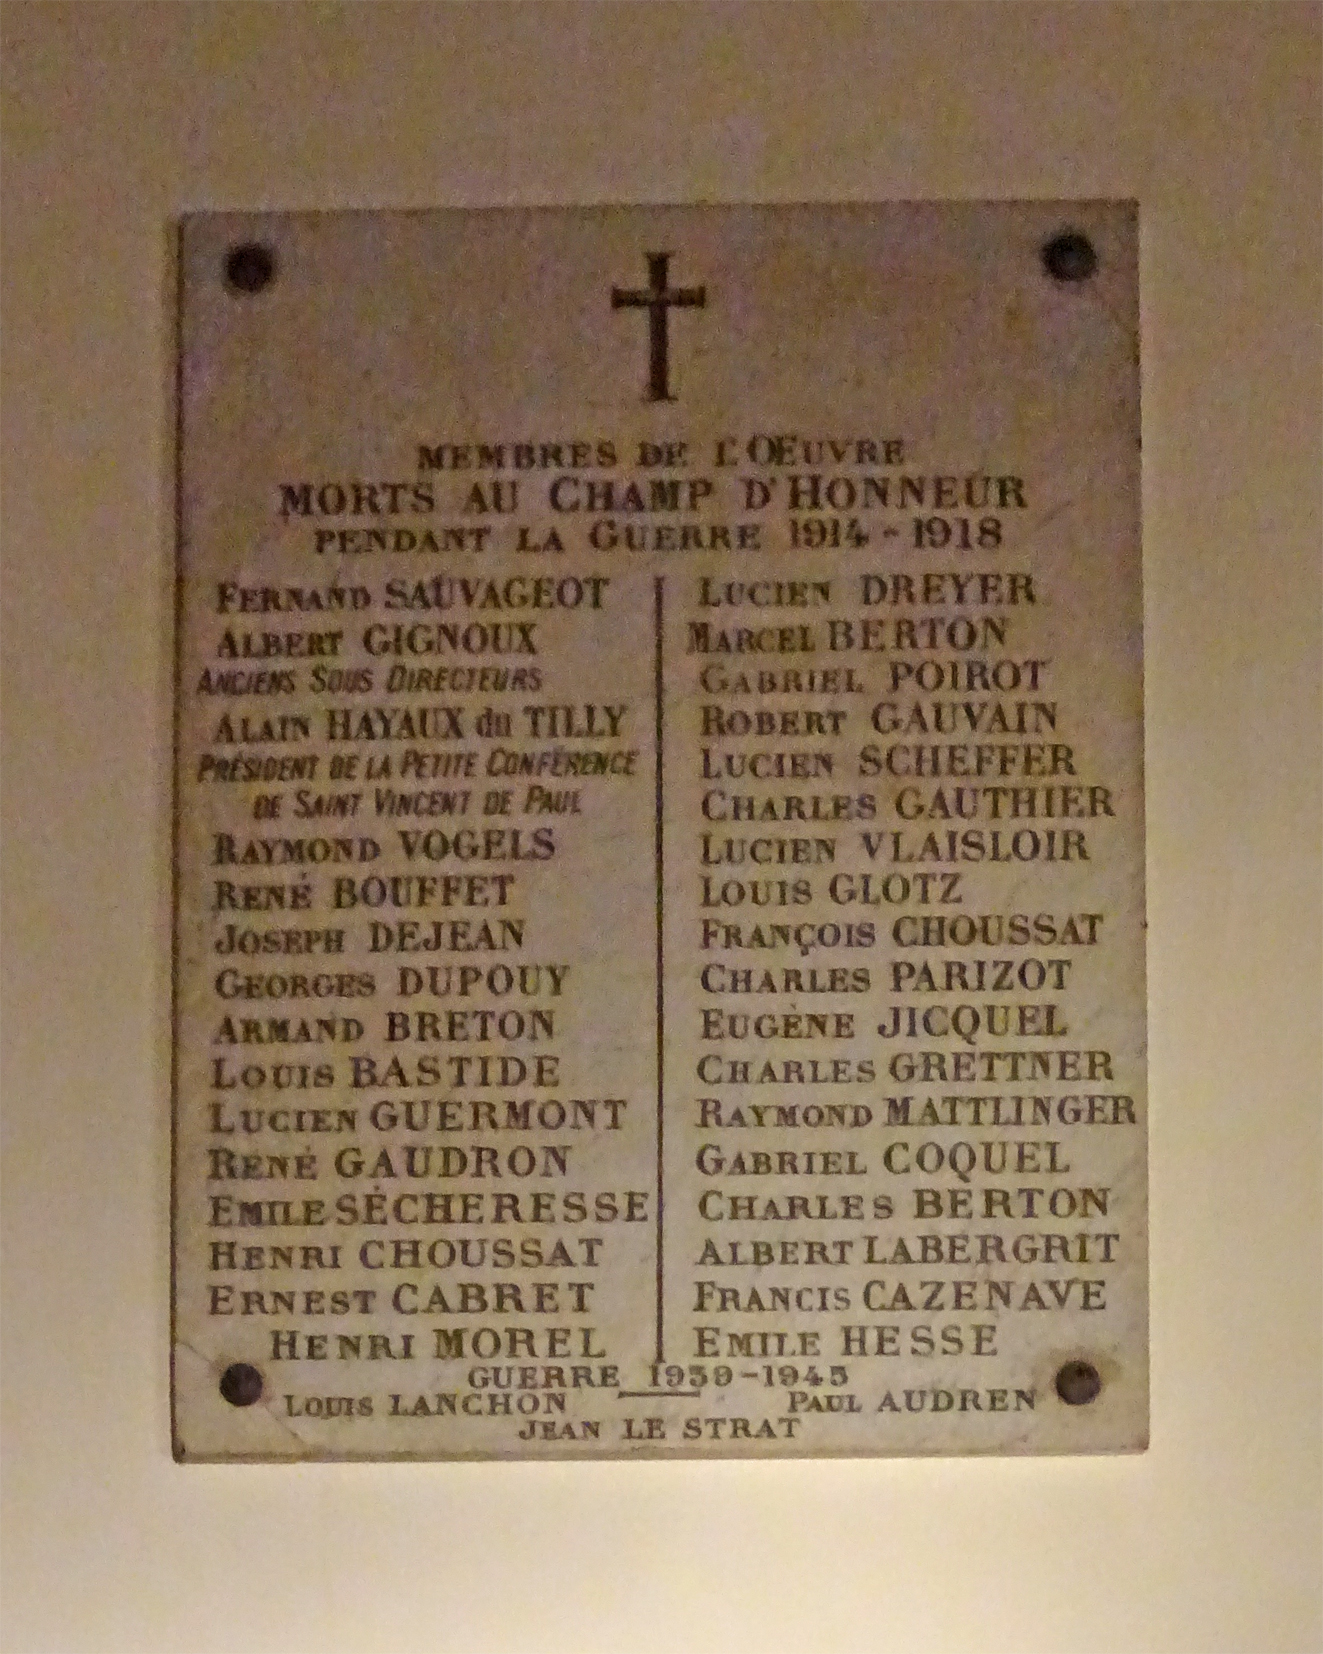 MEMBRES DE L'OEUVRE
MORTS AU CHAMP D'HONNEUR
PENDANT LA GUERRE 1914-1918
FERNAND SAUVAGEOT
ALBERT GIGNOUX
ANCIENS SOUS DIRECTEURS
ALAIN HAYAUX du TILLY
PRÉSIDENT DE LA PETITE CONFÉRENCE
DE SAINT VINCENT DE PAUL
RAYMOND VOGELS
RENÉ BOUFFET
JOSEPH DEJEAN
GEORGES DUPOUY
ARMAND BRETON
LOUIS BASTIDE
LUCIEN GUERMONT
RENÉ GAUDRON
EMILE SÉCHERESSE
HENRI CHOUSSAT
ERNEST CABRET
HENRI MOREL
LUCIEN DREYER
MARCEL BERTON
GABRIEL POIROT
ROBERT GAUVAIN
LUCIEN SCHEFFER
CHARLES GAUTHIER
LUCIEN VLAISLOIR
LOUIS GLOTZ
FRANÇOIS CHOUSSAT
CHARLES PARIZOT
EUGÈNE JICQUEL
CHARLES GRETTNER
RAYMOND MATTLINGER
GABRIEL COQUEL
CHARLES BERTON
ALBERT LABERGRIT
FRANCIS CAZENAVE
EMILE HESSE
GUERRE 1939-1945
LOUIS LANCHON
PAUL AUDREN
JEAN LE STRAT